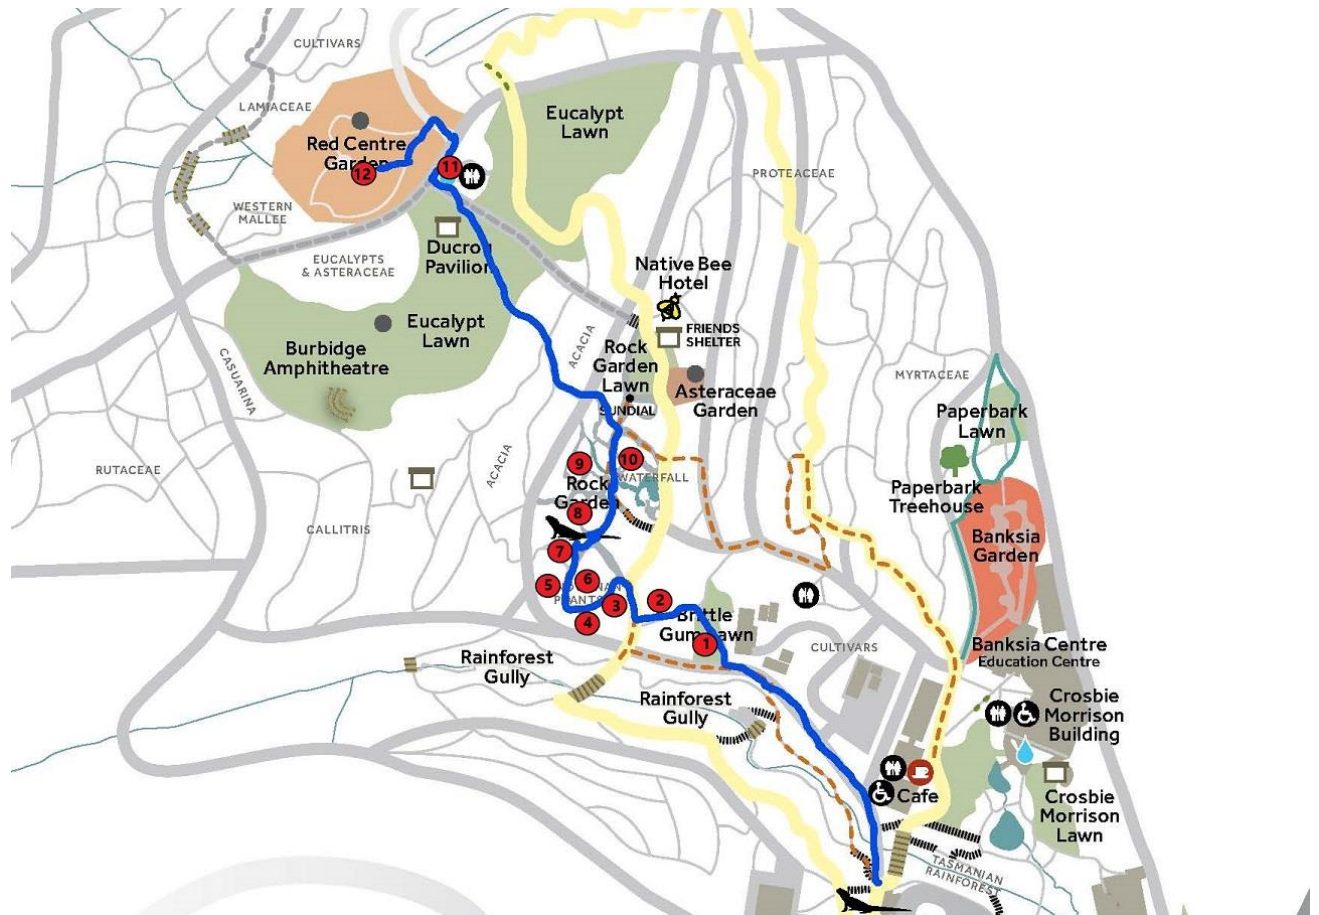 CULTIVARS
LAMIACEAE
Eucalypt
Lawn
Red Centre
Garden
11
12
PROTEACEAE
WESTERN
MALLEE
Ducrou
Pavilion
EUCALYPTS
& ASTERACEAE
Native Bee
Hotel
FRIENDS
SHELTER
Eucalypt
Lawn
Burbidge
Amphitheatre
CASUARINA
ACACIA
Rock
Garden
Lawn
SUNDIAL
Asteraceae
Garden
MYRTACEAE
Paperbark
Lawn
RUTACEAE
ACACIA
9
10
WATERFALL
Rock
Garden
8
Paperbark
Treehouse
CALLITRIS
7
Banksia
Garden
5
6
PLANTS
3
2
4
Brittle
Gum Lawn
1
CULTIVARS
Banksia Centre
Education Centre
Rainforest
Gully
Rainforest
Gully
Crosbie
Morrison
Building
Cafe
Crosbie
Morrison
Lawn
TASMANIAN
RAINFOREST